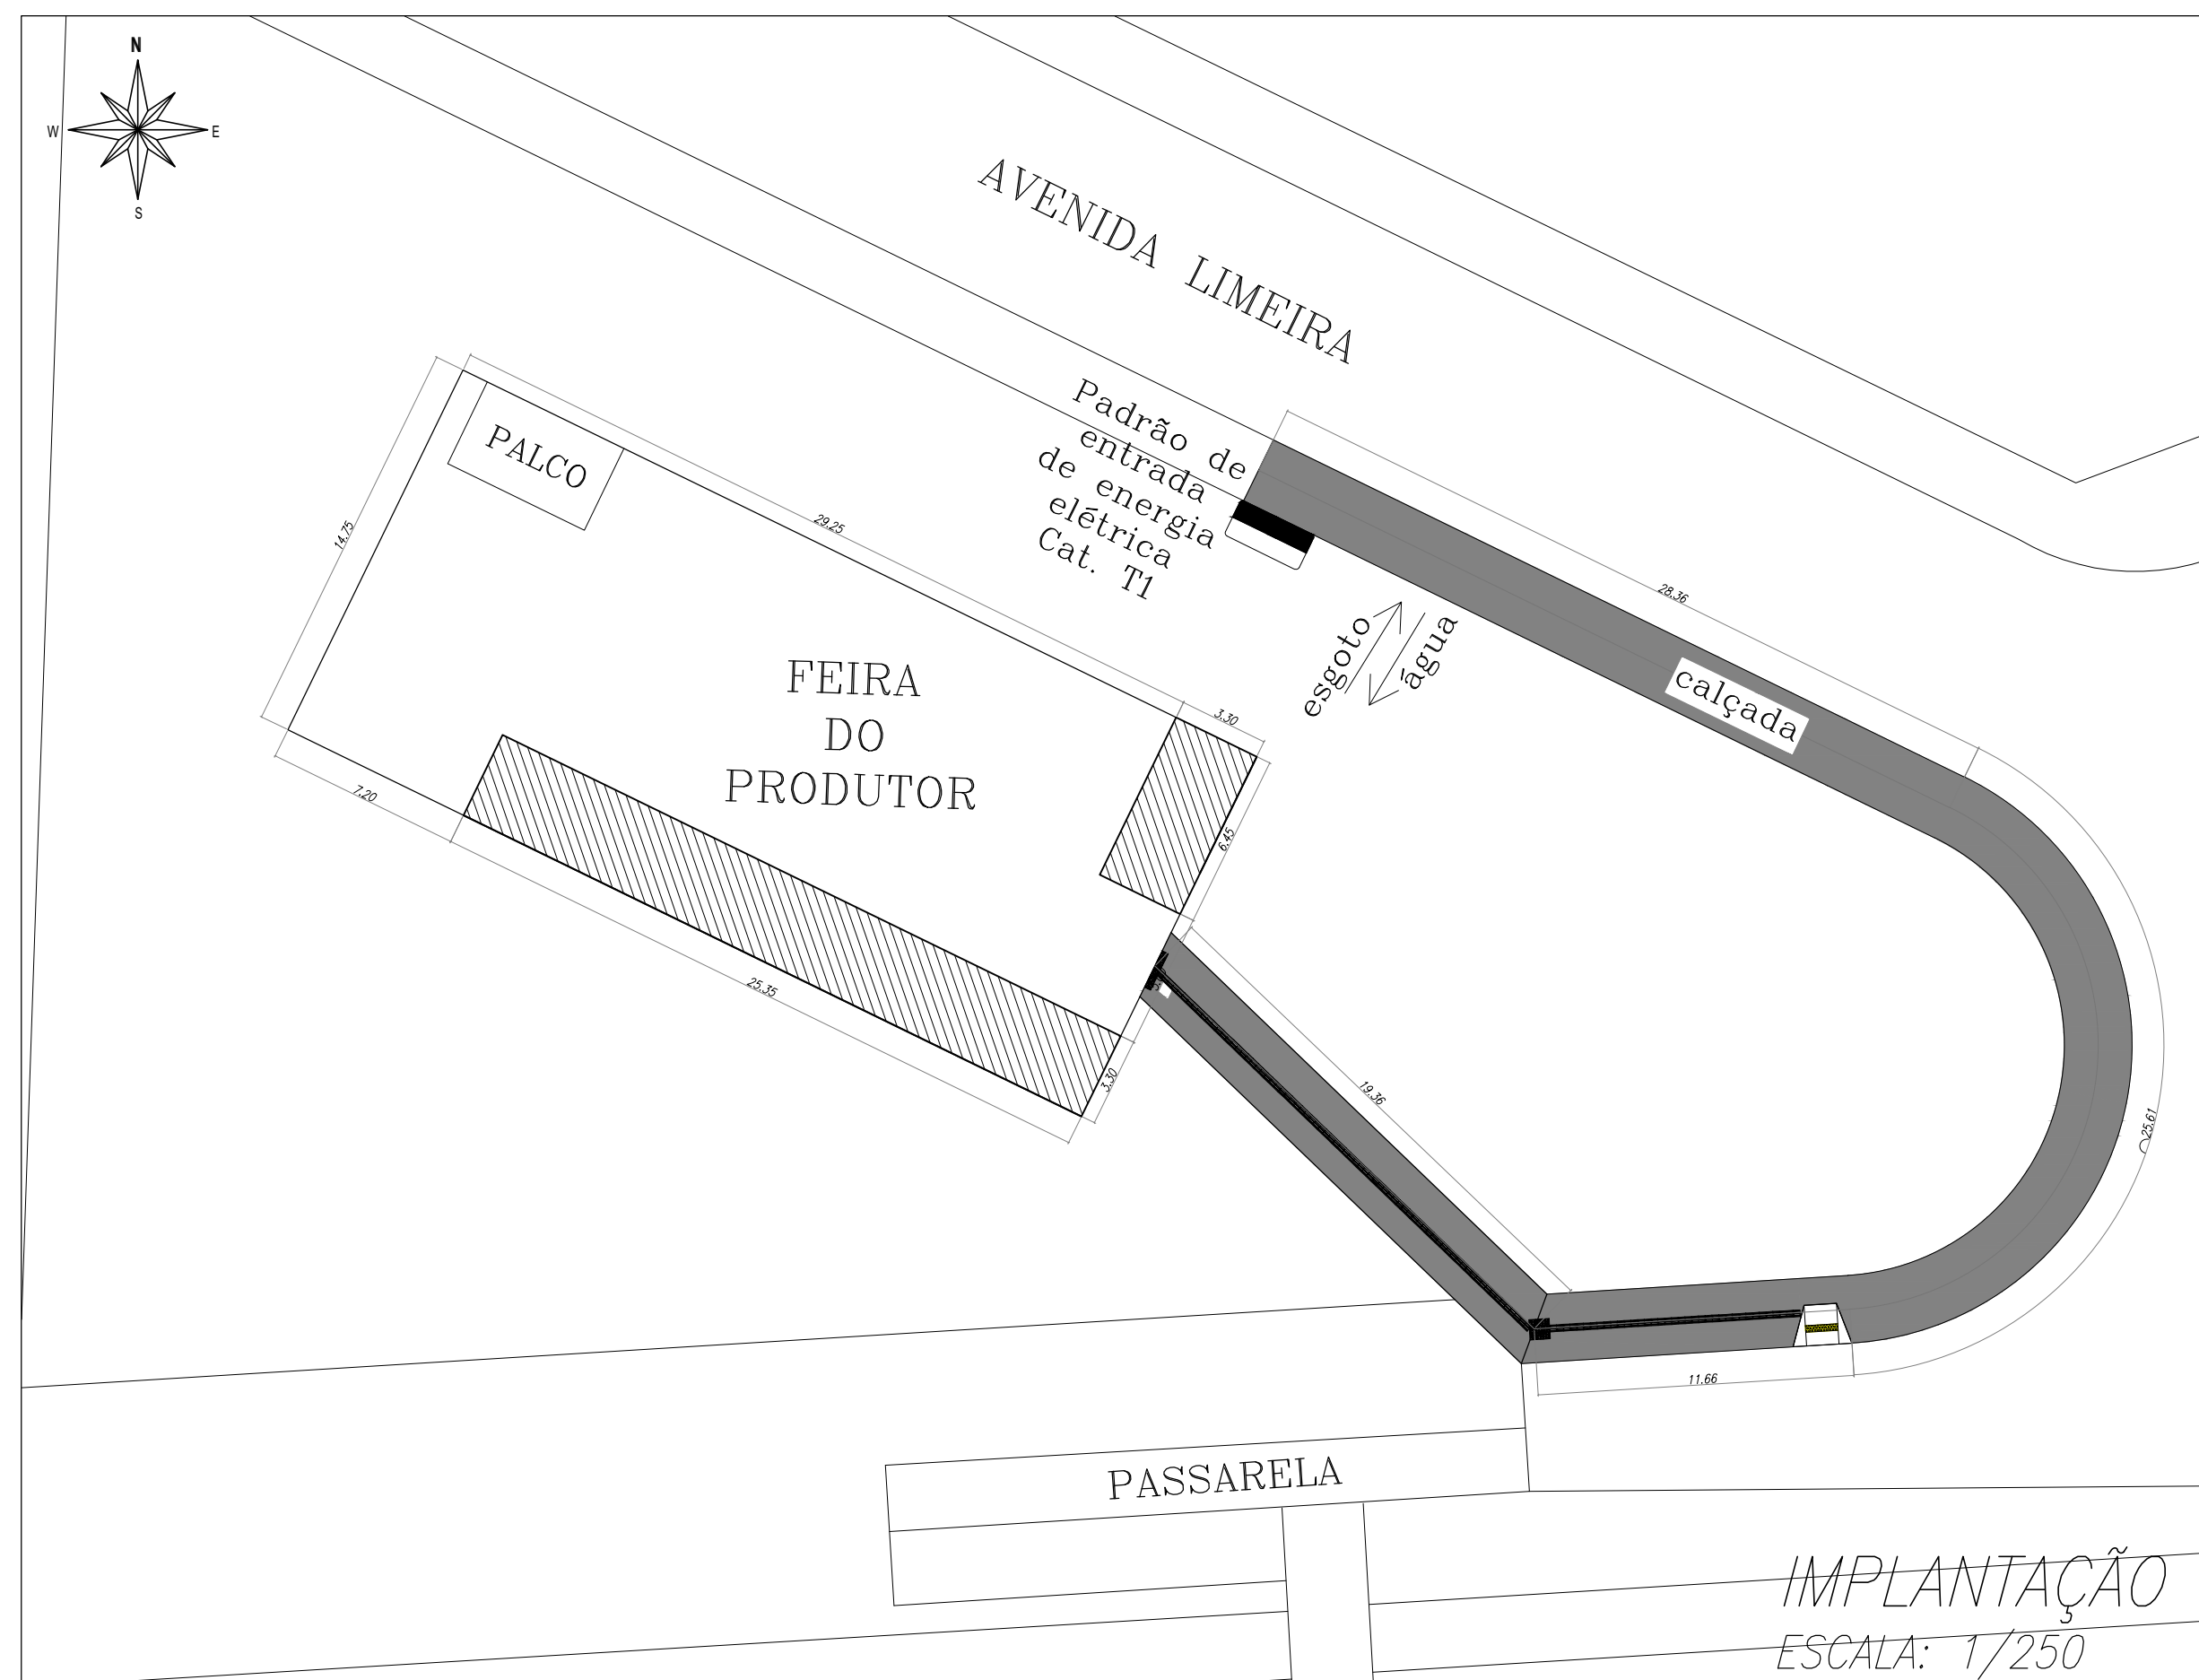 N
W
E
S
AVENIDA LIMEIRA
Padrão de
entrada
de energia
elétrica
Cat. T1
PALCO
14.75
29.25
28.36
esgoto
água
calçada
FEIRA
DO
PRODUTOR
3.30
6.45
7.20
25.35
3.30
19.36
25.61
11.66
PASSARELA
IMPLANTAÇÃO
ESCALA: 1/250